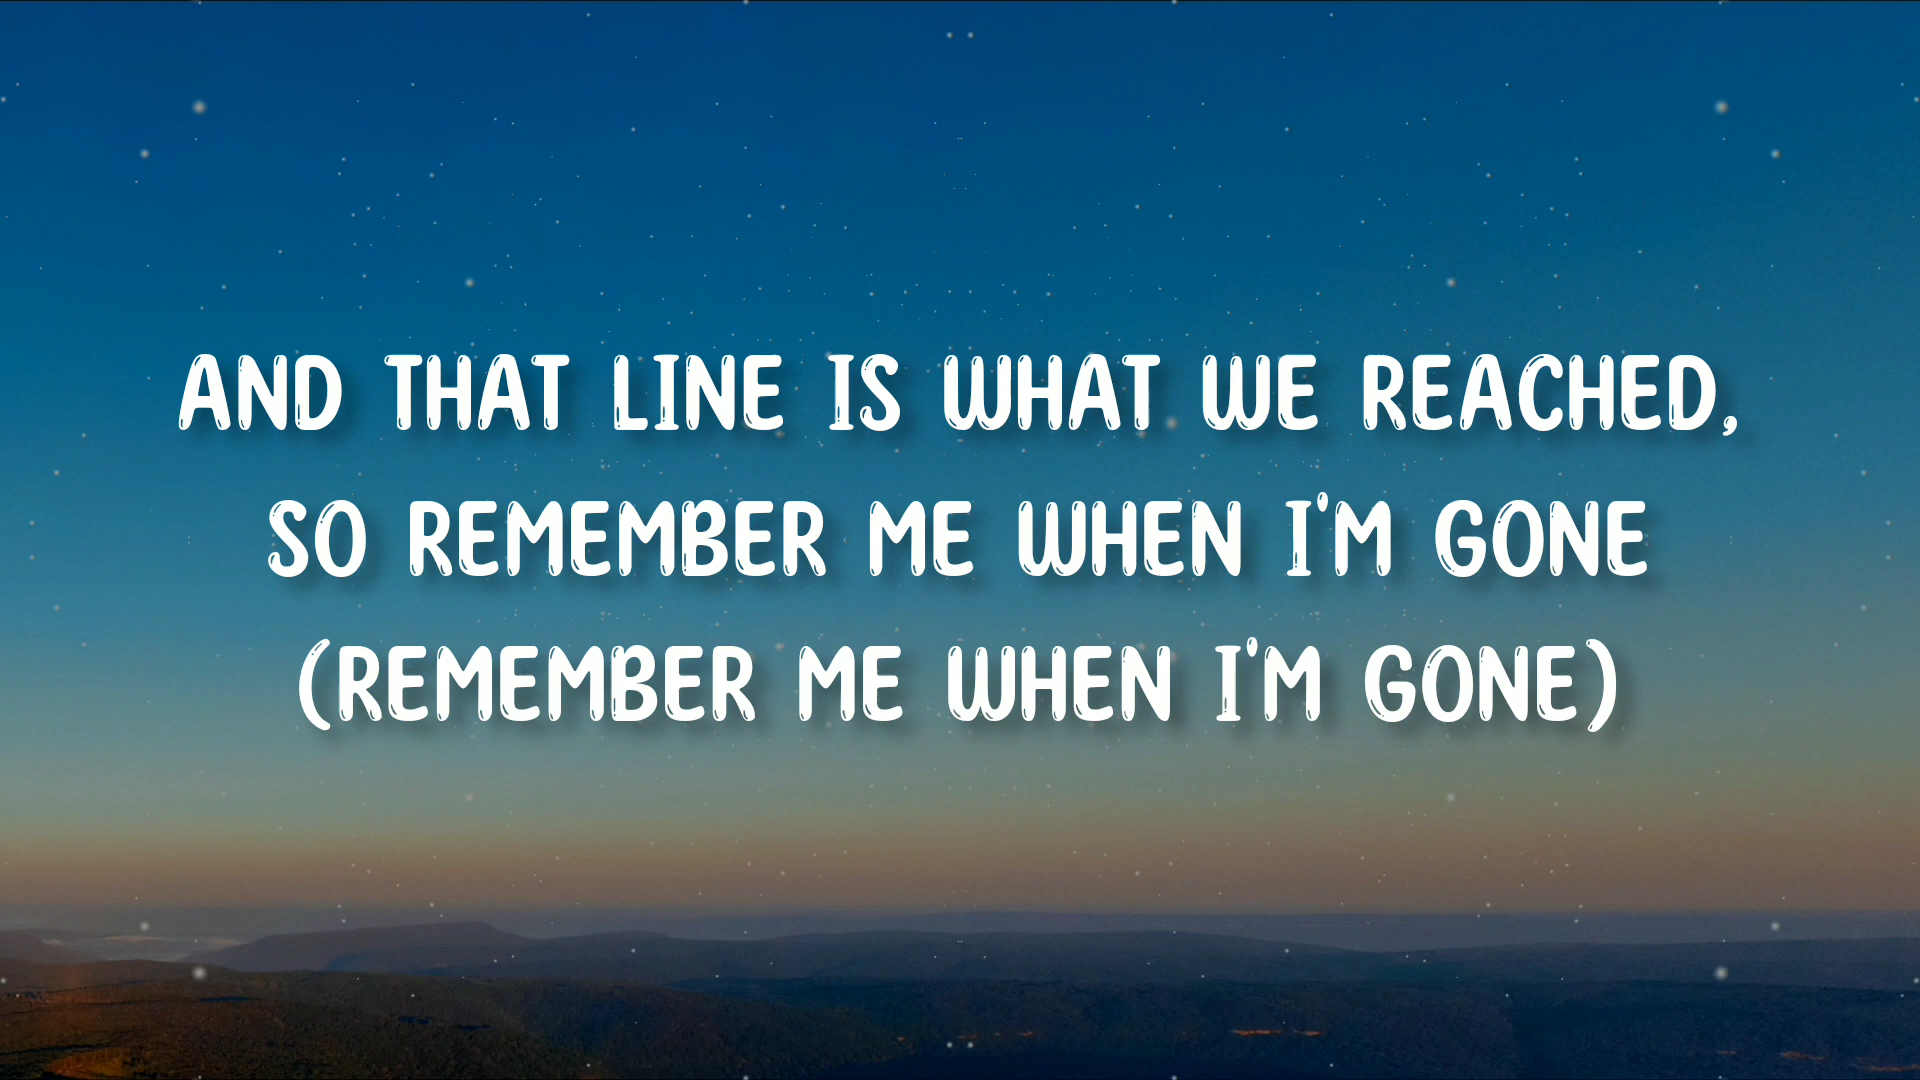 AND THAT LINE IS WHAT WE REACHED,
SO REMEMBER ME WHEN I'M GONE
(REMEMBER ME WHEN I'M GONE)